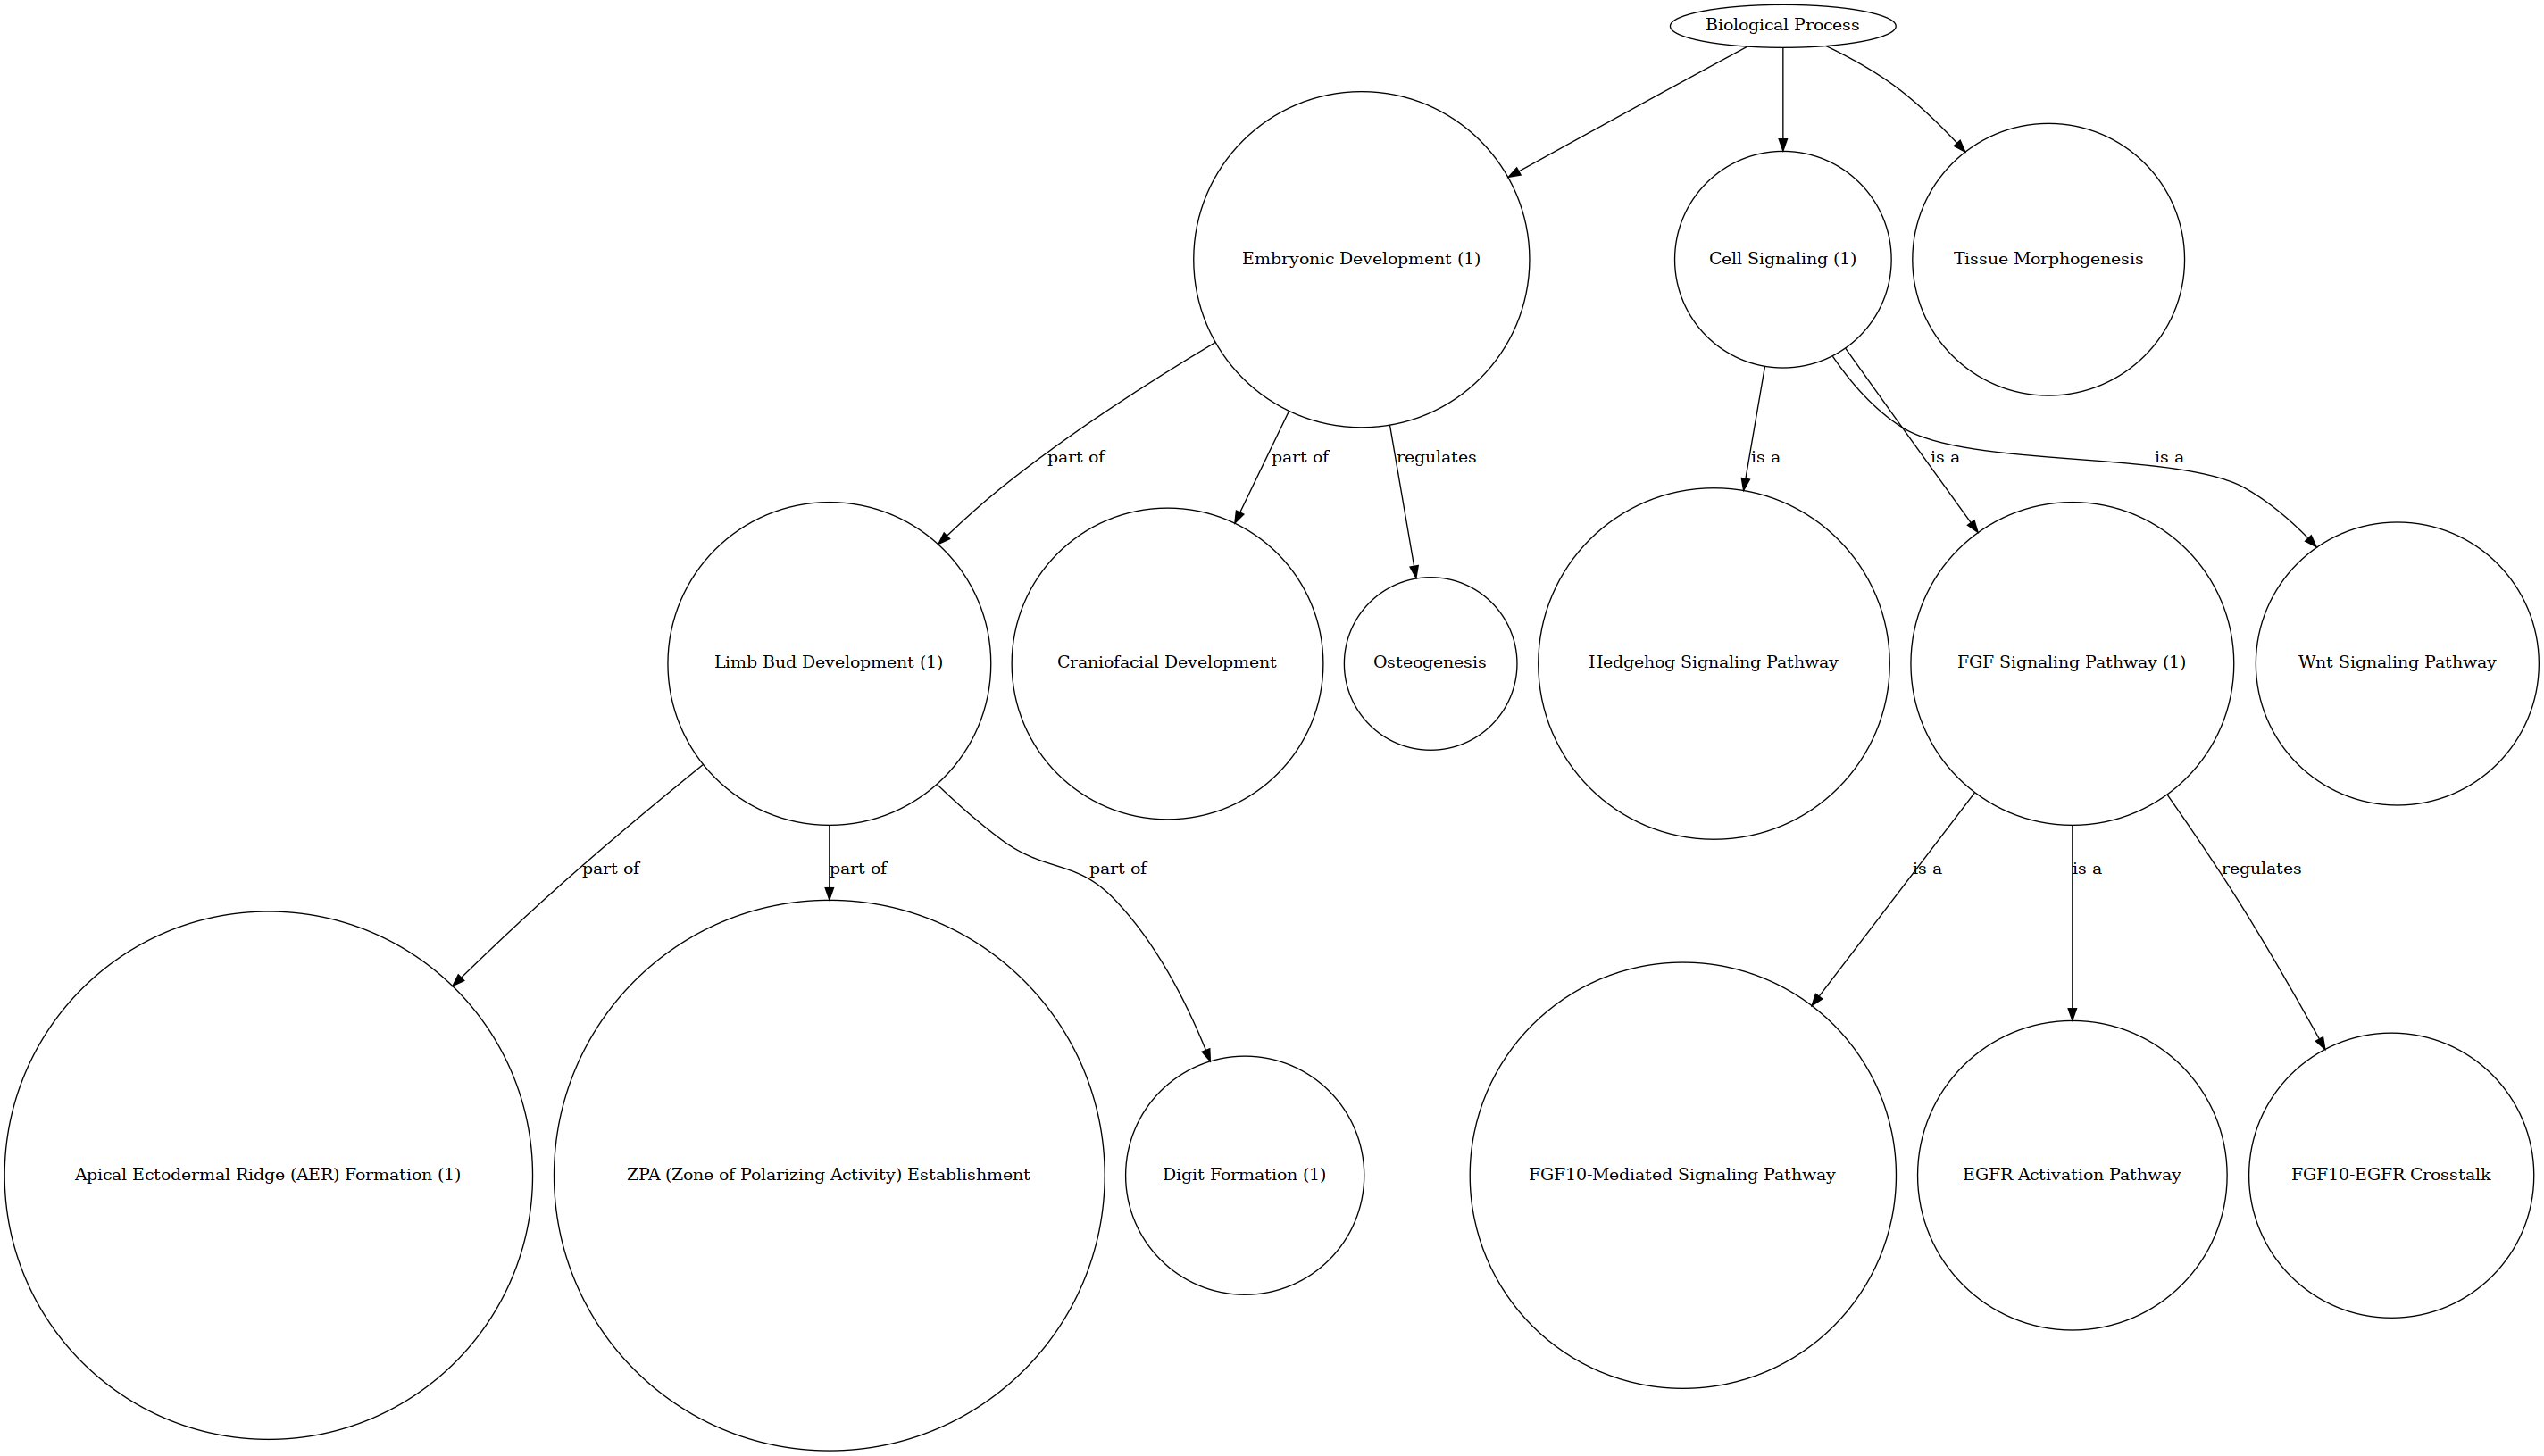 Biological Process
Embryonic Development (1)
Cell Signaling (1)
Tissue Morphogenesis
part of
part of
regulates
is a
is a
is a
Limb Bud Development (1)
Craniofacial Development
Osteogenesis
Hedgehog Signaling Pathway
FGF Signaling Pathway (1)
Wnt Signaling Pathway
part of
part of
part of
is a
is a
regulates
Apical Ectodermal Ridge (AER) Formation (1)
ZPA (Zone of Polarizing Activity) Establishment
Digit Formation (1)
FGF10-Mediated Signaling Pathway
EGFR Activation Pathway
FGF10-EGFR Crosstalk